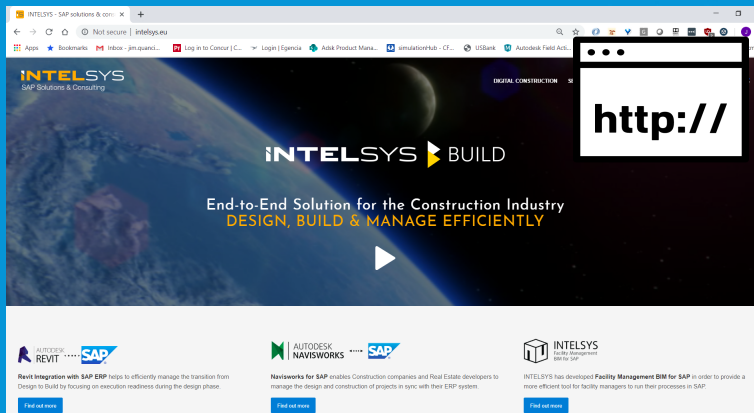 INTELSYS - SAP solutions & cons
Not secure | intelsys.eu
Apps Bookmarks Inbox - jim.quanci... Log in to Concur | C... Login | Egencia Adsk Product Mana... simulationHub - CF... USBank Autodesk Field Acti...
INTELSYS
SAP Solutions & Consulting
DIGITAL CONSTRUCTION
http://
INTELSYS BUILD
End-to-End Solution for the Construction Industry
DESIGN, BUILD & MANAGE EFFICIENTLY
AUTODESK
REVIT SAP
AUTODESK
NAVISWORKS SAP
INTELSYS
Facility Management
BIM for SAP
Revit Integration with SAP ERP helps to efficiently manage the transition from
Design to Build by focusing on execution readiness during the design phase.
Find out more
Navisworks for SAP enables Construction companies and Real Estate developers to
manage the design and construction of projects in sync with their ERP system.
Find out more
INTELSYS has developed Facility Management BIM for SAP in order to provide a
more efficient tool for facility managers to run their processes in SAP.
Find out more